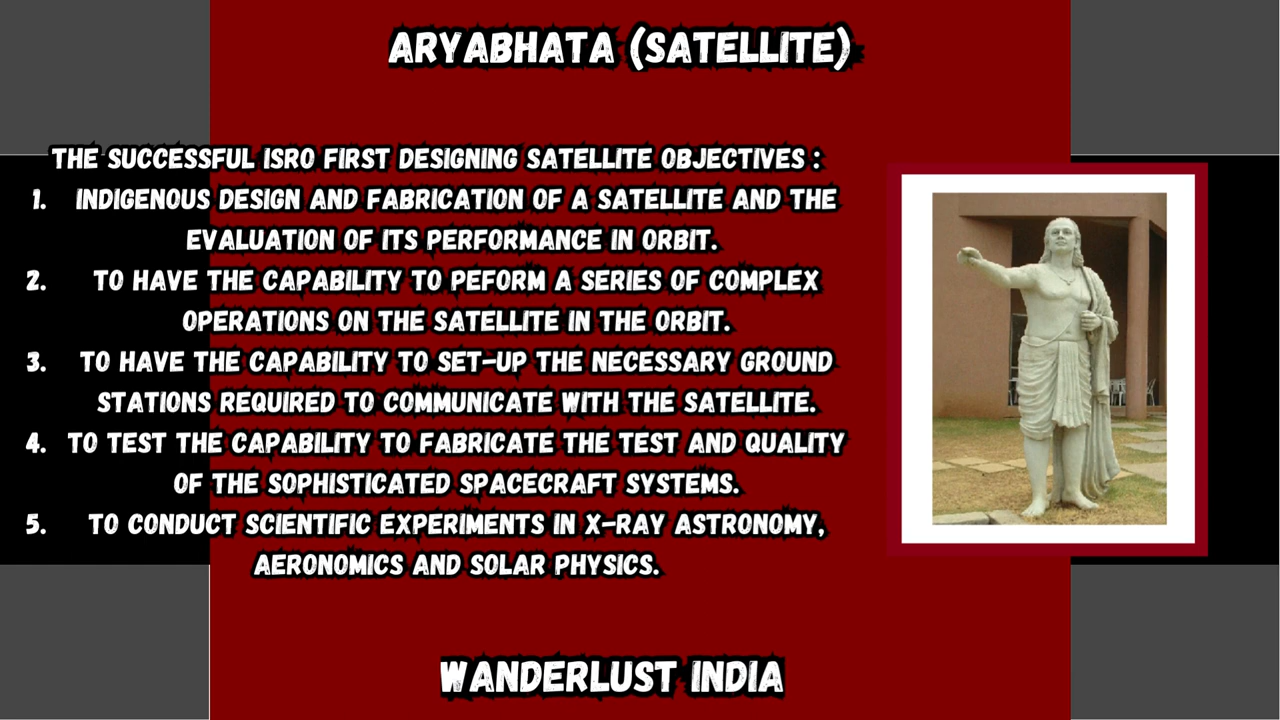 ARYABHATA (SATELLITE)
THE SUCCESSFUL ISRO FIRST DESIGNING SATELLITE OBJECTIVES :
1. INDIGENOUS DESIGN AND FABRICATION OF A SATELLITE AND THE
EVALUATION OF ITS PERFORMANCE IN ORBIT.
2. TO HAVE THE CAPABILITY TO PEFORM A SERIES OF COMPLEX
OPERATIONS ON THE SATELLITE IN THE ORBIT.
3. TO HAVE THE CAPABILITY TO SET-UP THE NECESSARY GROUND
STATIONS REQUIRED TO COMMUNICATE WITH THE SATELLITE.
4. TO TEST THE CAPABILITY TO FABRICATE THE TEST AND QUALITY
OF THE SOPHISTICATED SPACECRAFT SYSTEMS.
5. TO CONDUCT SCIENTIFIC EXPERIMENTS IN X-RAY ASTRONOMY,
AERONOMICS AND SOLAR PHYSICS.
WANDERLUST INDIA